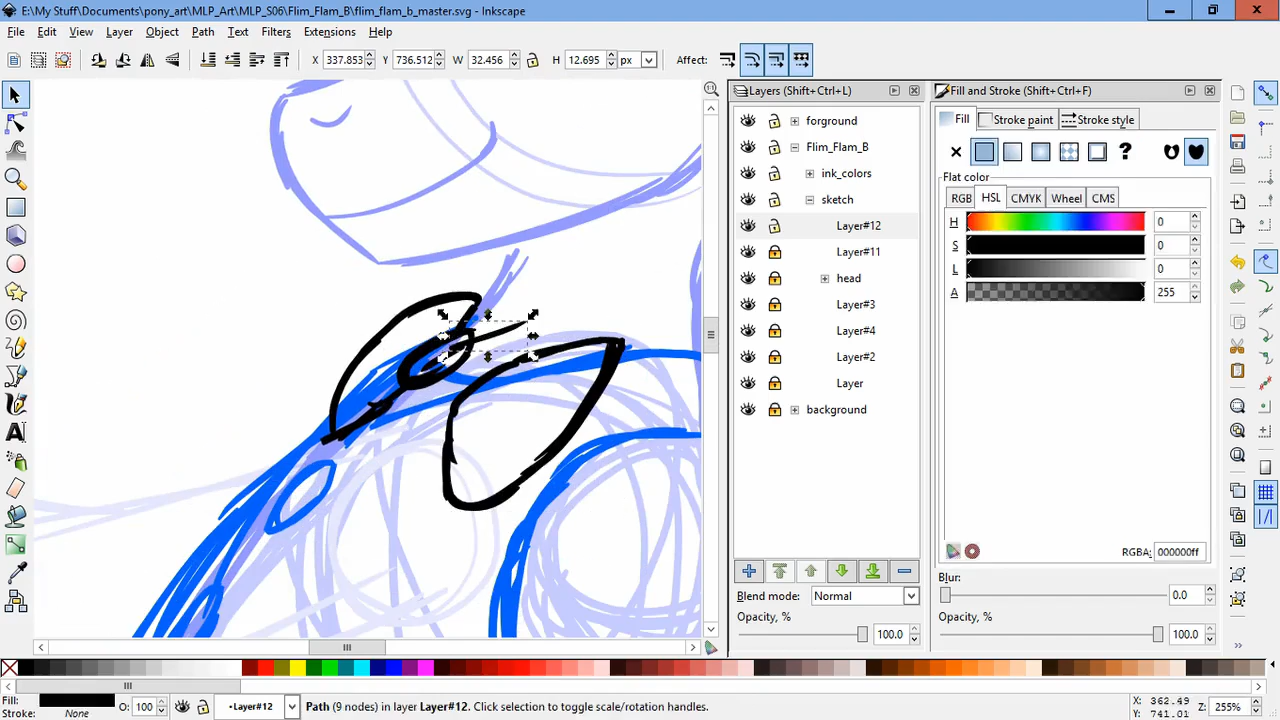 E:\My Stuff\Documents\pony_art\MLP_Art\MLP_S06\Flim_Flam_B\flim_flam_b_master.svg - Inkscape
File Edit View Layer Object Path Text Filters Extensions Help
X 337.853 Y 736.512 W 32.456 H 12.695 px Affect:
Layers (Shift+Ctrl+L)
Fill and Stroke (Shift+Ctrl+F)
forground
Flim_Flam_B
ink_colors
sketch
Layer#12
Layer#11
head
Layer#3
Layer#4
Layer#2
Layer
background
Blend mode: Normal
Opacity, %
100.0
Fill Stroke paint Stroke style
?
Flat color
RGB HSL CMYK Wheel CMS
H 0
S 0
L 0
A 255
RGBA: 000000ff
Blur:
0.0
Opacity, %
100.0
Fill:
Stroke: None
O: 100
•Layer#12
Path (9 nodes) in layer Layer#12. Click selection to toggle scale/rotation handles.
X: 362.49
Y: 741.01
Z: 255%